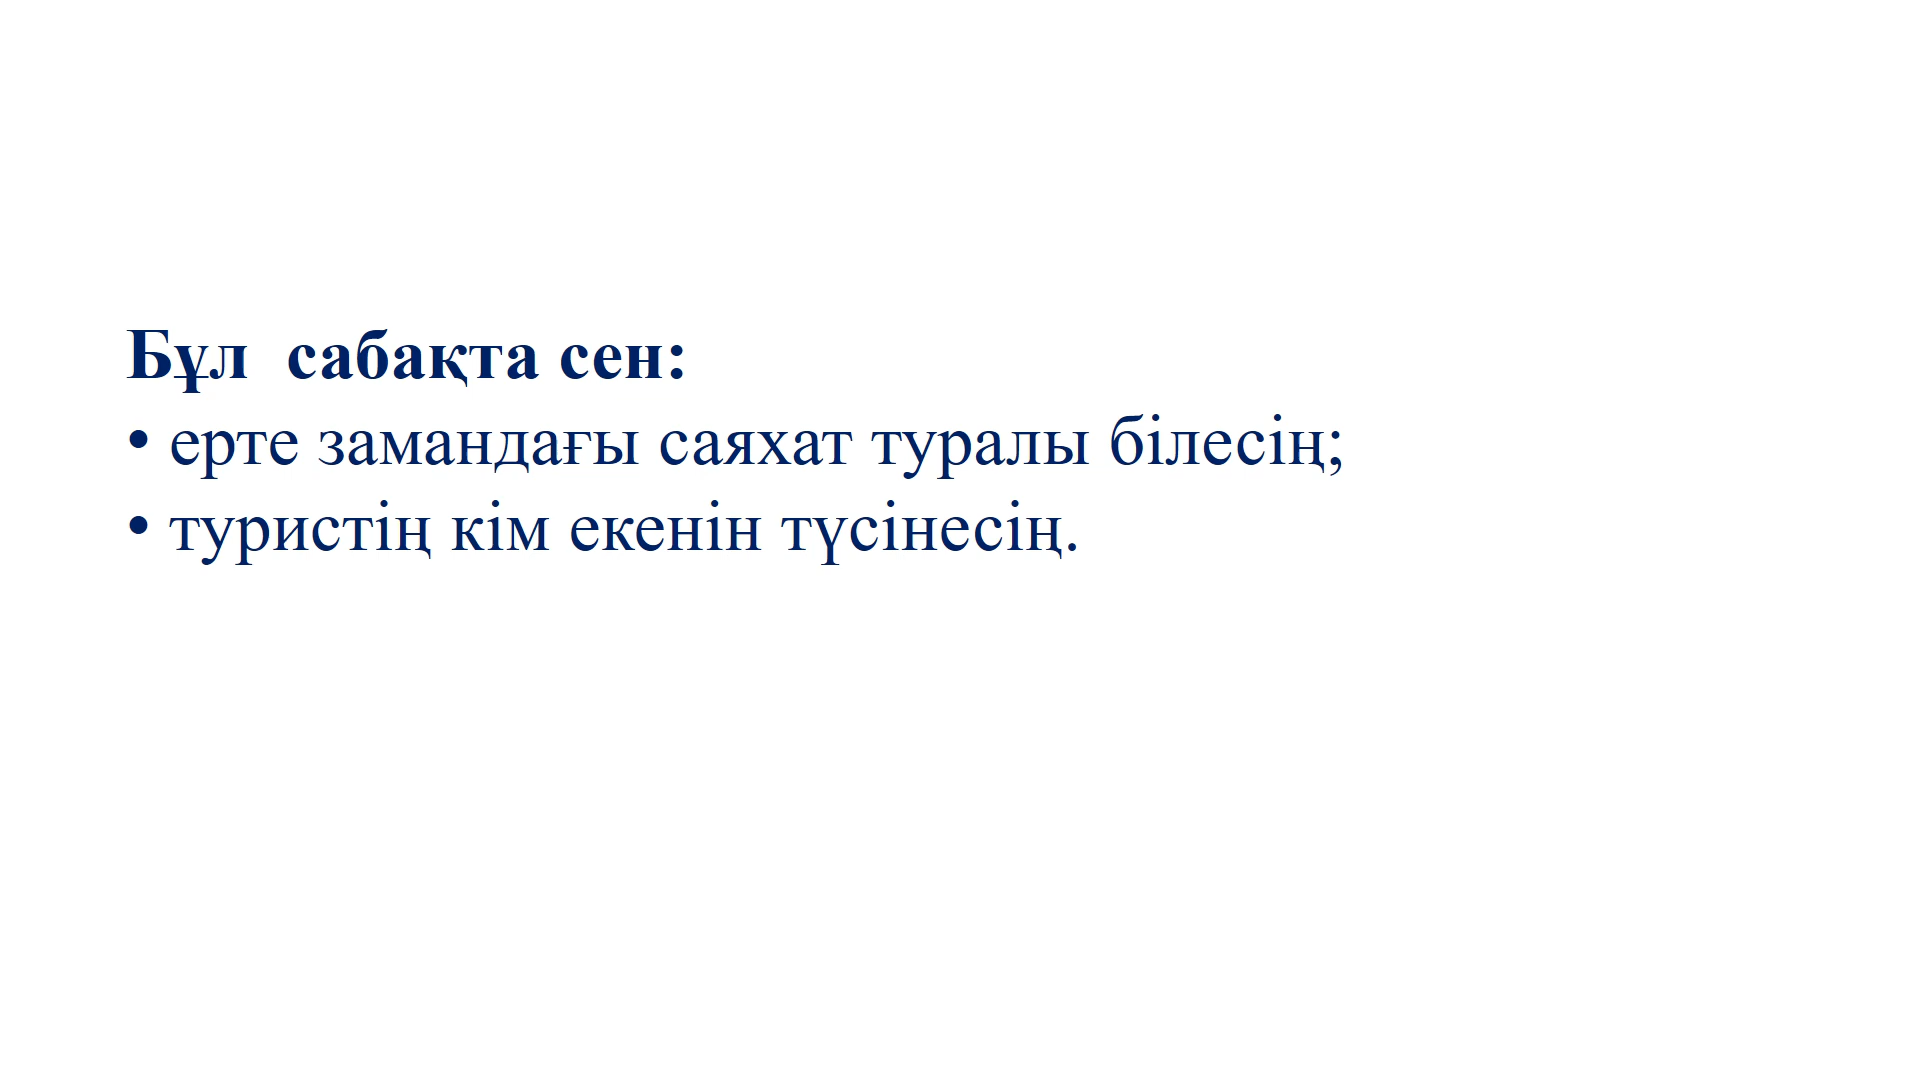 Бұл  сабақта сен:
• ерте замандағы саяхат туралы білесің;
• туристің кім екенін түсінесің.